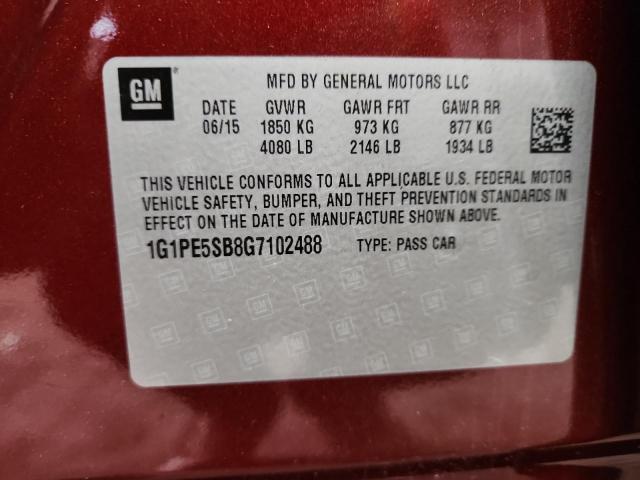 GM
MFD BY GENERAL MOTORS LLC
DATE GVWR GAWR FRT GAWR RR
06/15 1850 KG 973 KG 877 KG
4080 LB 2146 LB 1934 LB
THIS VEHICLE CONFORMS TO ALL APPLICABLE U.S. FEDERAL MOTOR
VEHICLE SAFETY, BUMPER, AND THEFT PREVENTION STANDARDS IN
EFFECT ON THE DATE OF MANUFACTURE SHOWN ABOVE.
1G1PE5SB8G7102488 TYPE: PASS CAR